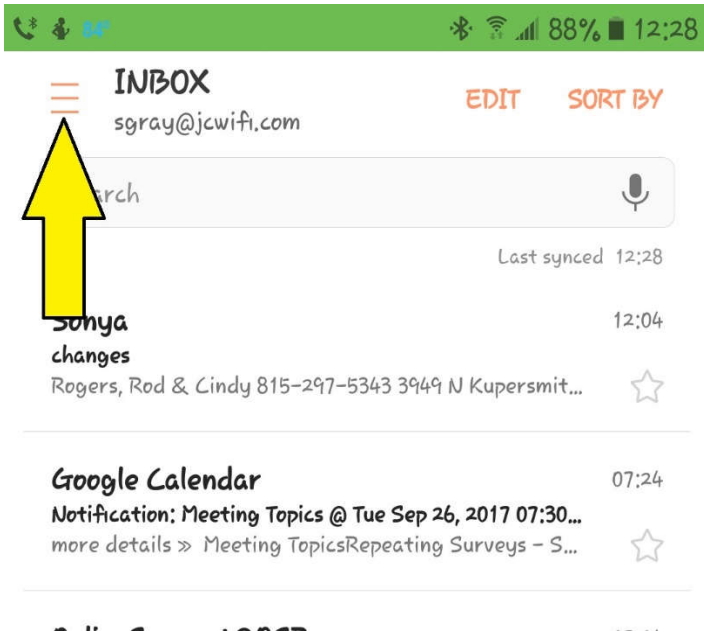 84° 88% 12:28
INBOX
sgray@jcwifi.com
EDIT SORT BY
Last synced 12:28
Sonya 12:04
changes
Rogers, Rod & Cindy 815-297-5343 3949 N Kupersmit...
Google Calendar 07:24
Notification: Meeting Topics @ Tue Sep 26, 2017 07:30...
more details » Meeting TopicsRepeating Surveys - S...